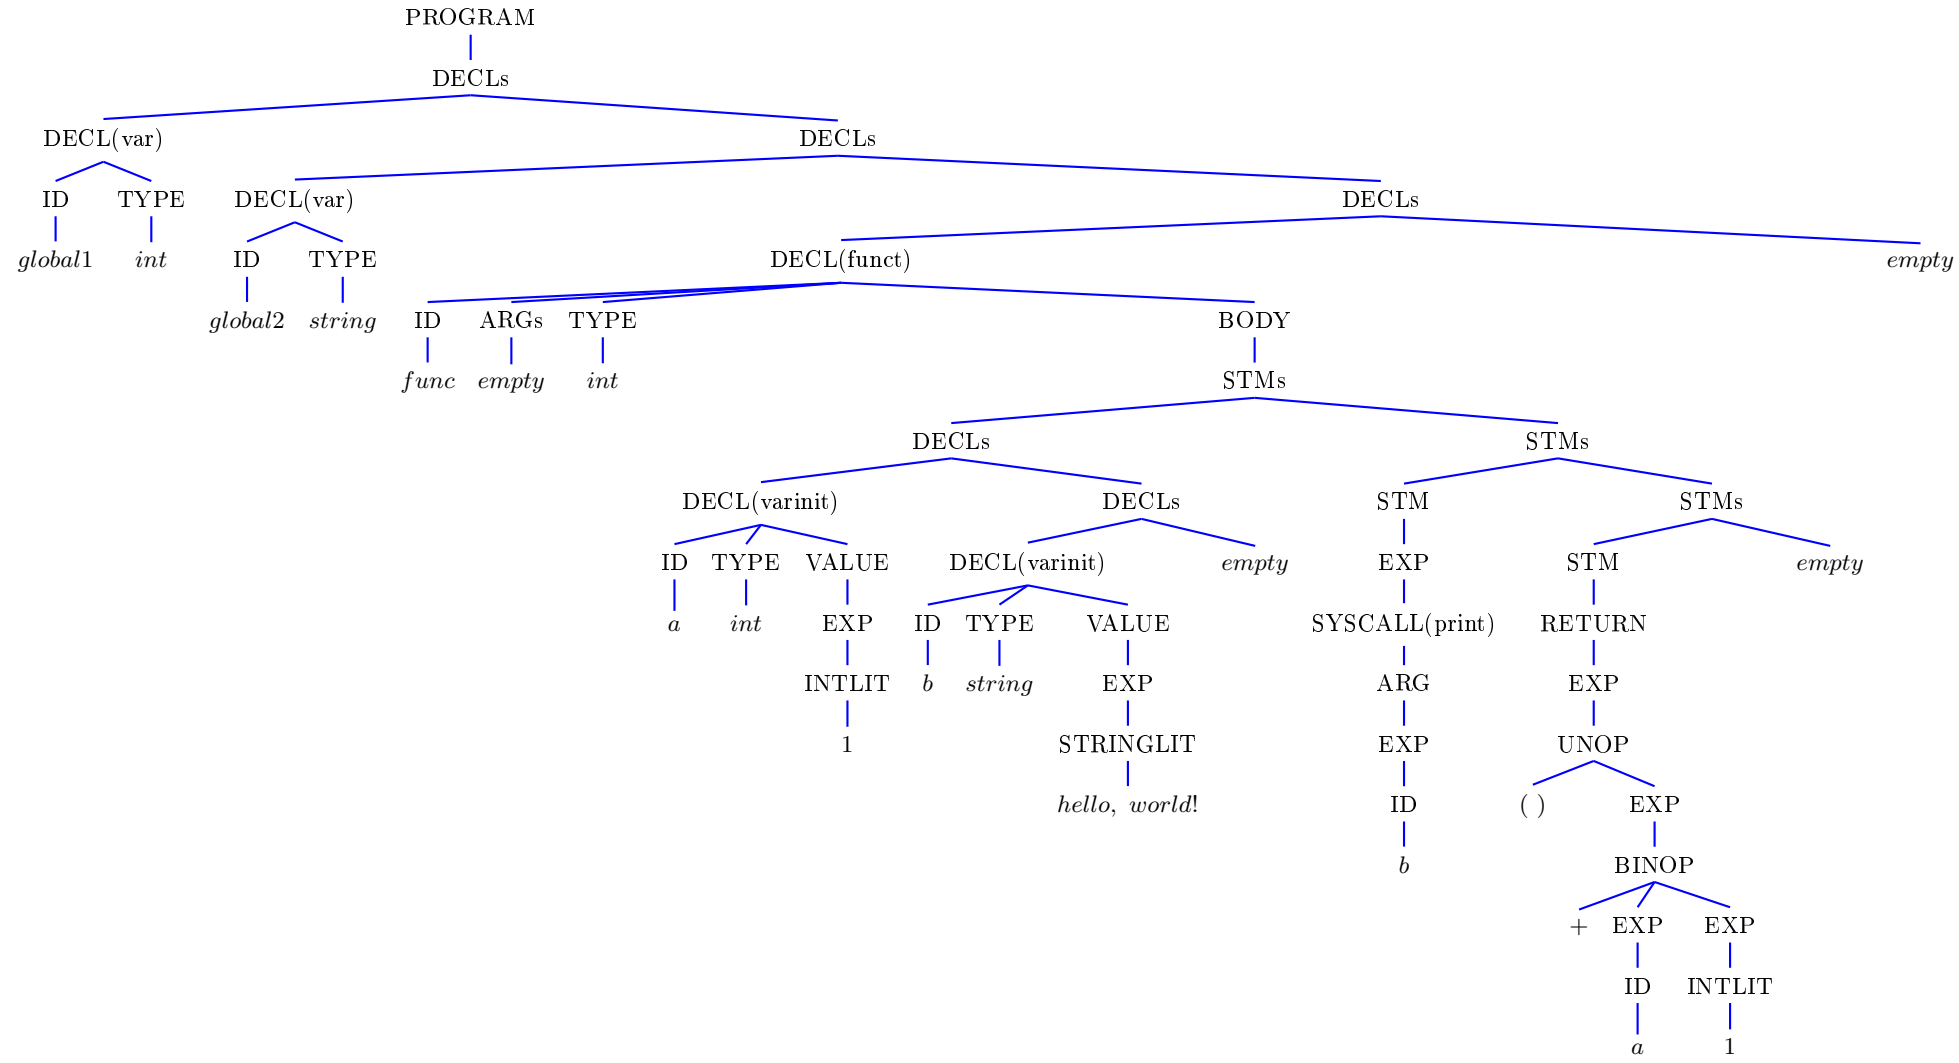 PROGRAM
DECLs
DECL(var) DECLs
ID TYPE DECL(var) DECLs
global1 int ID TYPE DECL(funct) empty
global2 string ID ARGs TYPE BODY
func empty int STMs
DECLs STMs
DECL(varinit) DECLs STM STMs
ID TYPE VALUE DECL(varinit) empty EXP STM empty
a int EXP ID TYPE VALUE SYSCALL(print) RETURN
INTLIT b string EXP ARG EXP
1 STRINGLIT EXP UNOP
hello, world! ID ( ) EXP
b BINOP
+ EXP EXP
ID INTLIT
a 1